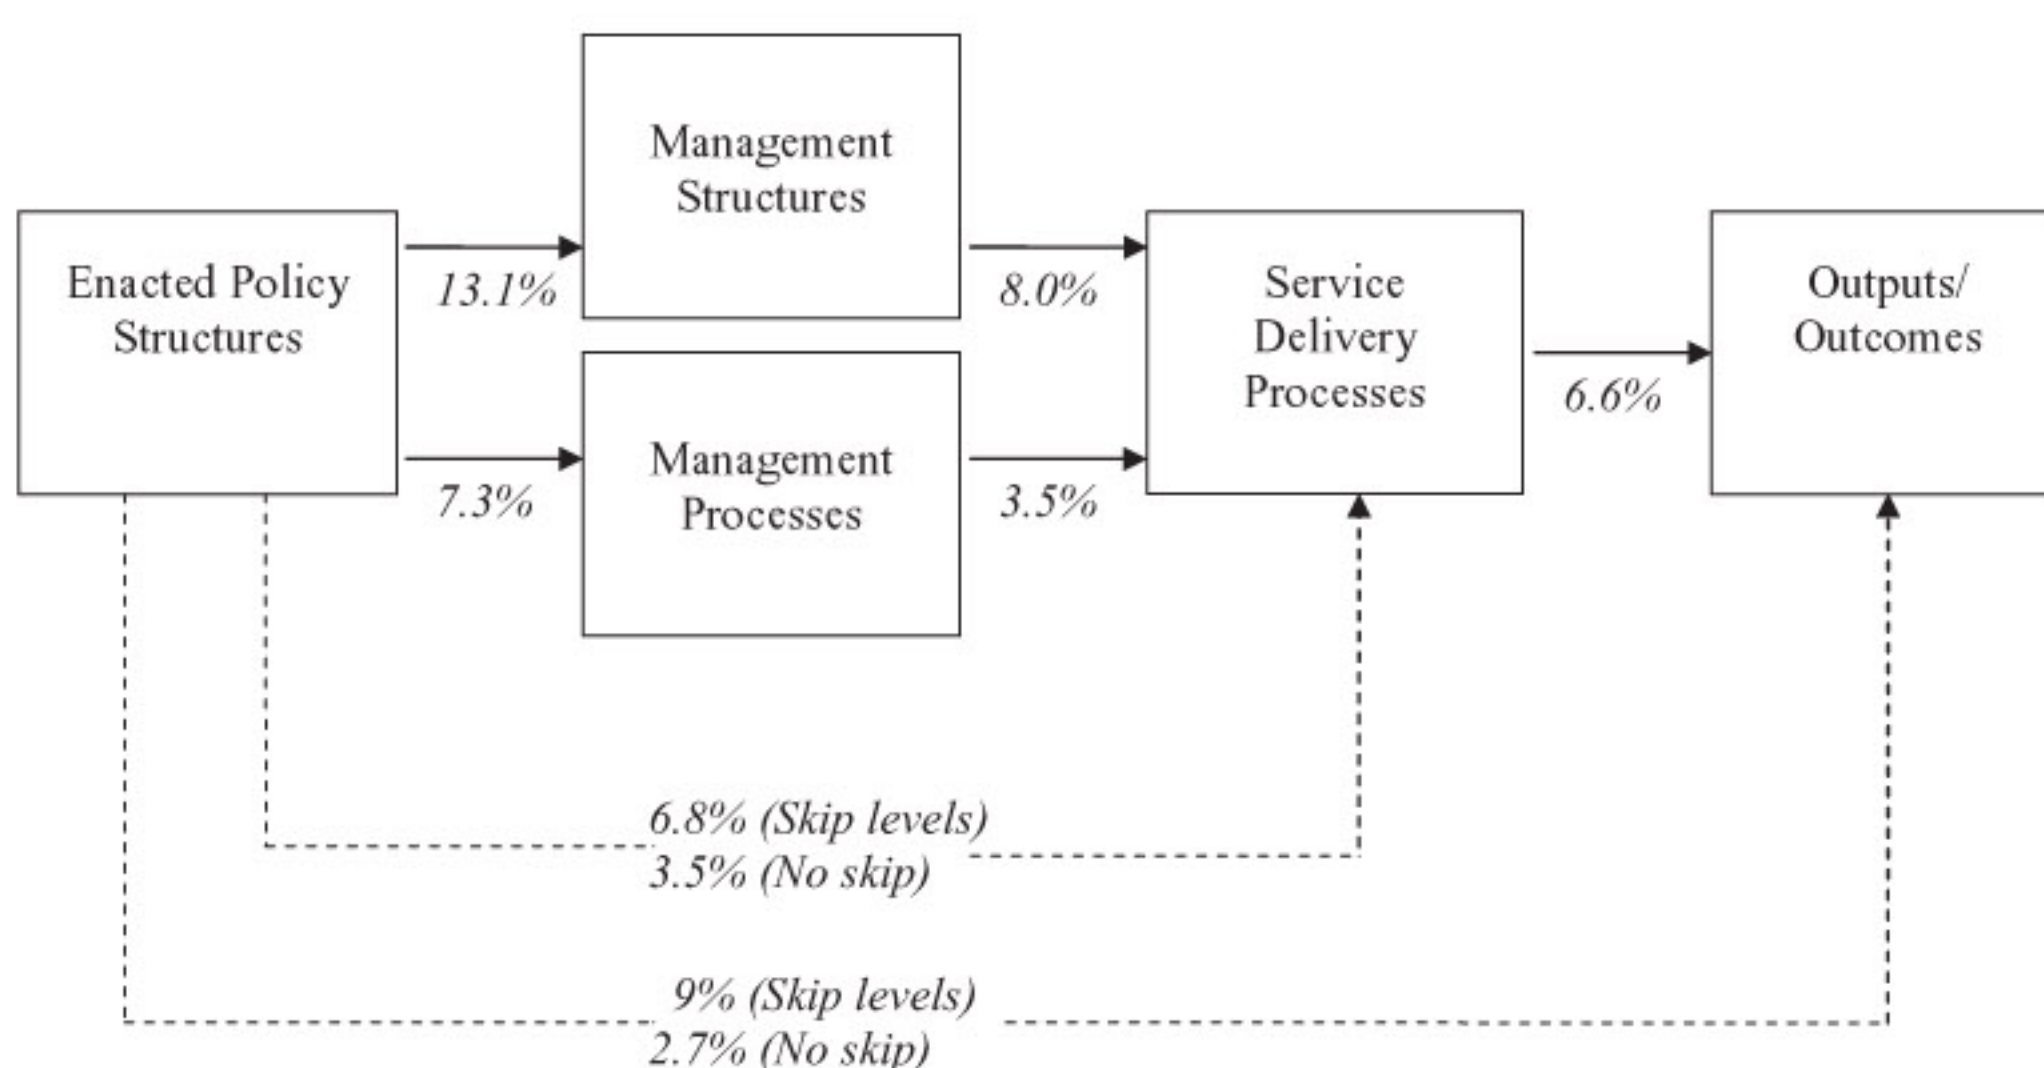 Management
Structures
Enacted Policy
Structures
13.1%
8.0%
Service
Delivery
Processes
Outputs/
Outcomes
6.6%
7.3%
Management
Processes
3.5%
6.8% (Skip levels)
3.5% (No skip)
9% (Skip levels)
2.7% (No skip)